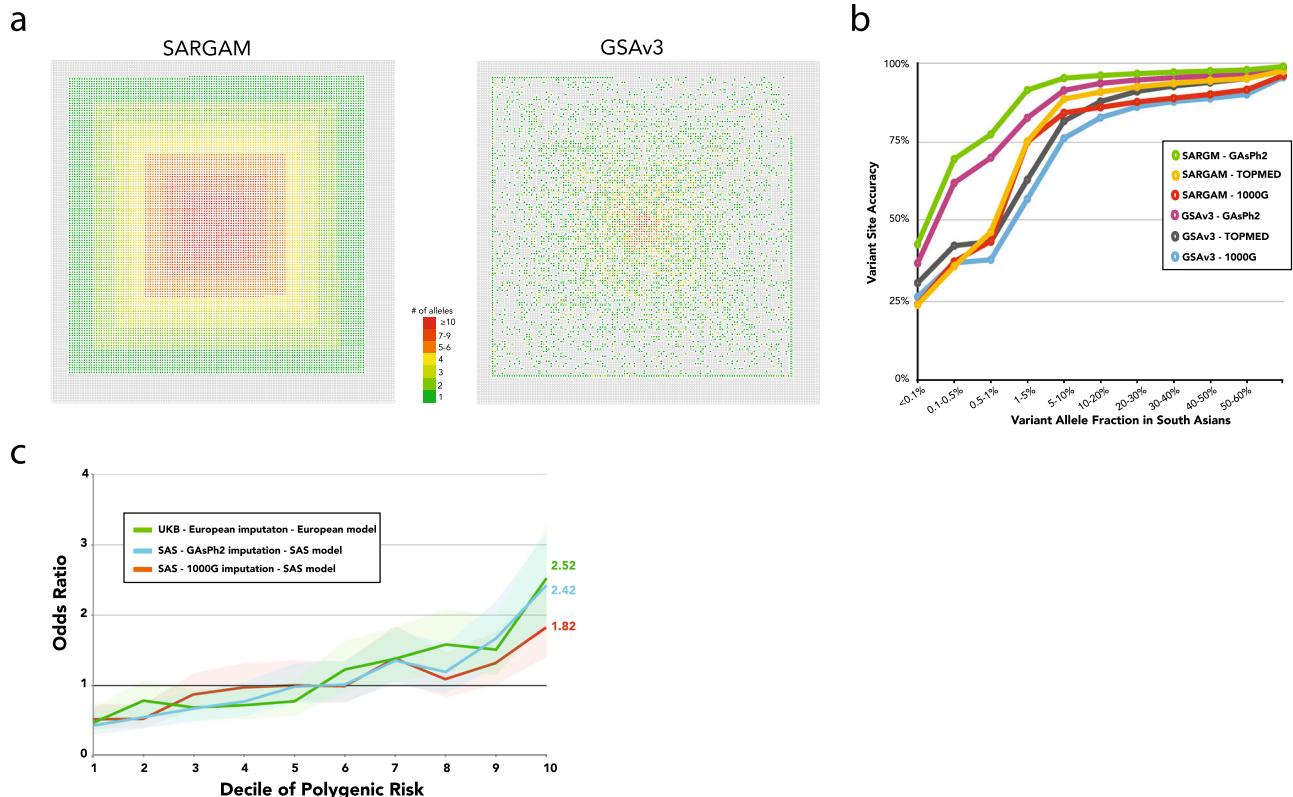 a
SARGAM
GSAv3
# of alleles
≥10
7-9
5-6
4
3
2
1
b
100%
75%
50%
25%
0%
Variant Site Accuracy
SARGM - GAsPh2
SARGAM - TOPMED
SARGAM - 1000G
GSAv3 - GAsPh2
GSAv3 - TOPMED
GSAv3 - 1000G
<0.1%
0.1-0.5%
0.5-1%
1-5%
5-10%
10-20%
20-30%
30-40%
40-50%
50-60%
Variant Allele Fraction in South Asians
c
4
3
2
1
0
Odds Ratio
UKB - European imputaton - European model
SAS - GAsPh2 imputation - SAS model
SAS - 1000G imputation - SAS model
2.52
2.42
1.82
1 2 3 4 5 6 7 8 9 10
Decile of Polygenic Risk